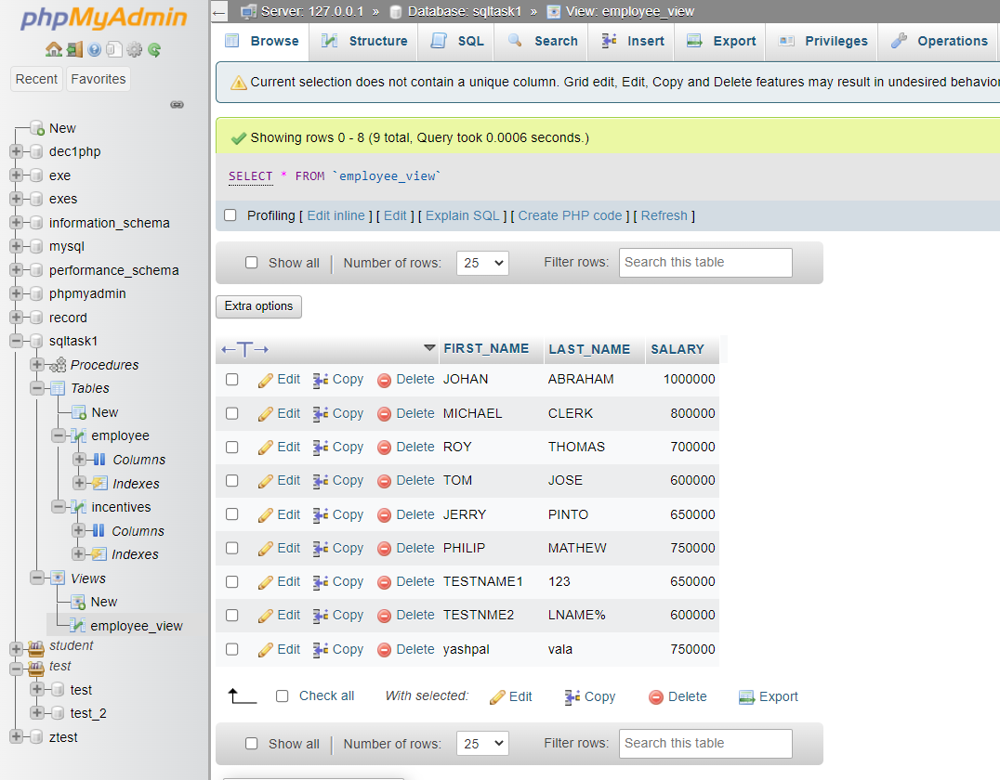 phpMyAdmin
Recent Favorites
New
dec1php
exe
exes
information_schema
mysql
performance_schema
phpmyadmin
record
sqltask1
Procedures
Tables
New
employee
Columns
Indexes
incentives
Columns
Indexes
Views
New
employee_view
student
test
test
test_2
ztest
Server: 127.0.0.1 » Database: sqltask1 » View: employee_view
Browse Structure SQL Search Insert Export Privileges Operations
Current selection does not contain a unique column. Grid edit, Edit, Copy and Delete features may result in undesired behavior
Showing rows 0 - 8 (9 total, Query took 0.0006 seconds.)
SELECT * FROM `employee_view`
Profiling [ Edit inline ] [ Edit ] [ Explain SQL ] [ Create PHP code ] [ Refresh ]
Show all | Number of rows: 25 Filter rows: Search this table
Extra options
←T→ FIRST_NAME LAST_NAME SALARY
Edit Copy Delete JOHAN ABRAHAM 1000000
Edit Copy Delete MICHAEL CLERK 800000
Edit Copy Delete ROY THOMAS 700000
Edit Copy Delete TOM JOSE 600000
Edit Copy Delete JERRY PINTO 650000
Edit Copy Delete PHILIP MATHEW 750000
Edit Copy Delete TESTNAME1 123 650000
Edit Copy Delete TESTNME2 LNAME% 600000
Edit Copy Delete yashpal vala 750000
Check all With selected: Edit Copy Delete Export
Show all | Number of rows: 25 Filter rows: Search this table